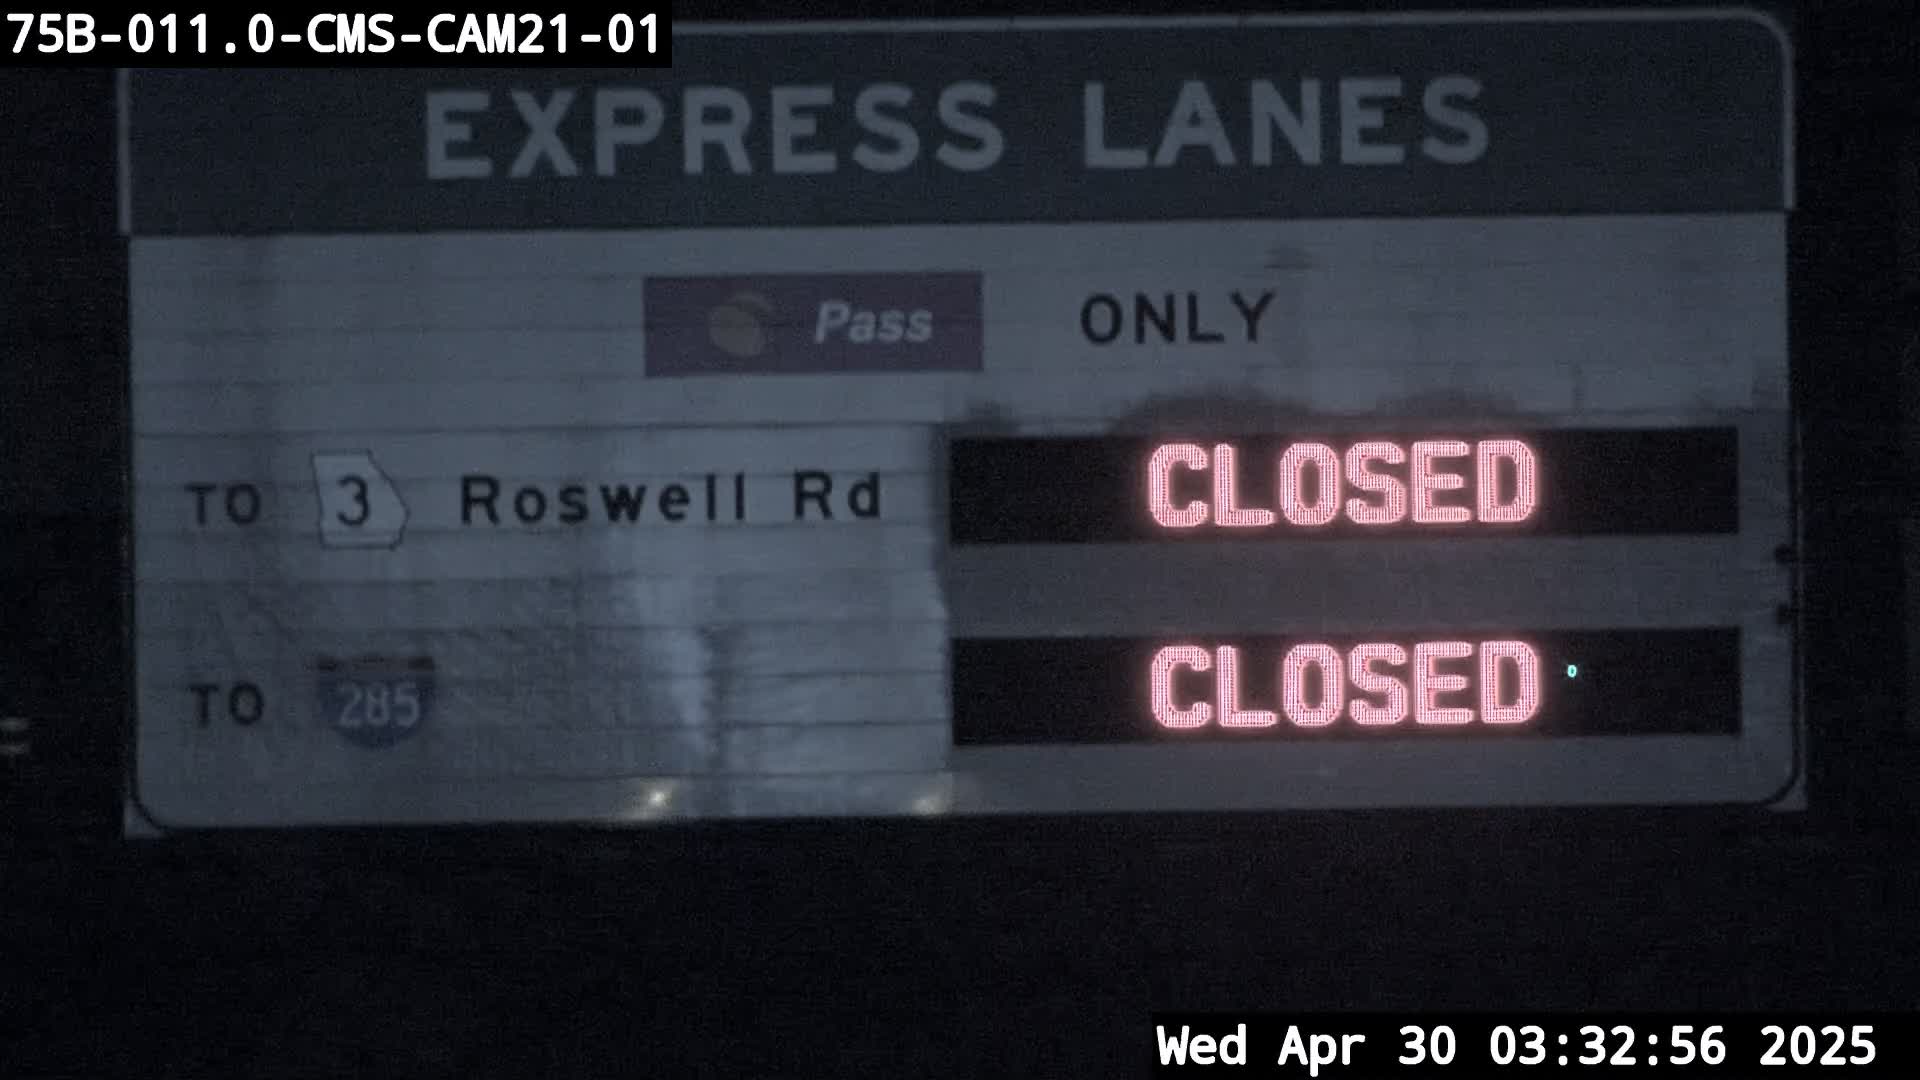 75B-011.0-CMS-CAM21-01
EXPRESS LANES
Pass ONLY
TO 3 Roswell Rd CLOSED
TO 285 CLOSED
Wed Apr 30 03:32:56 2025